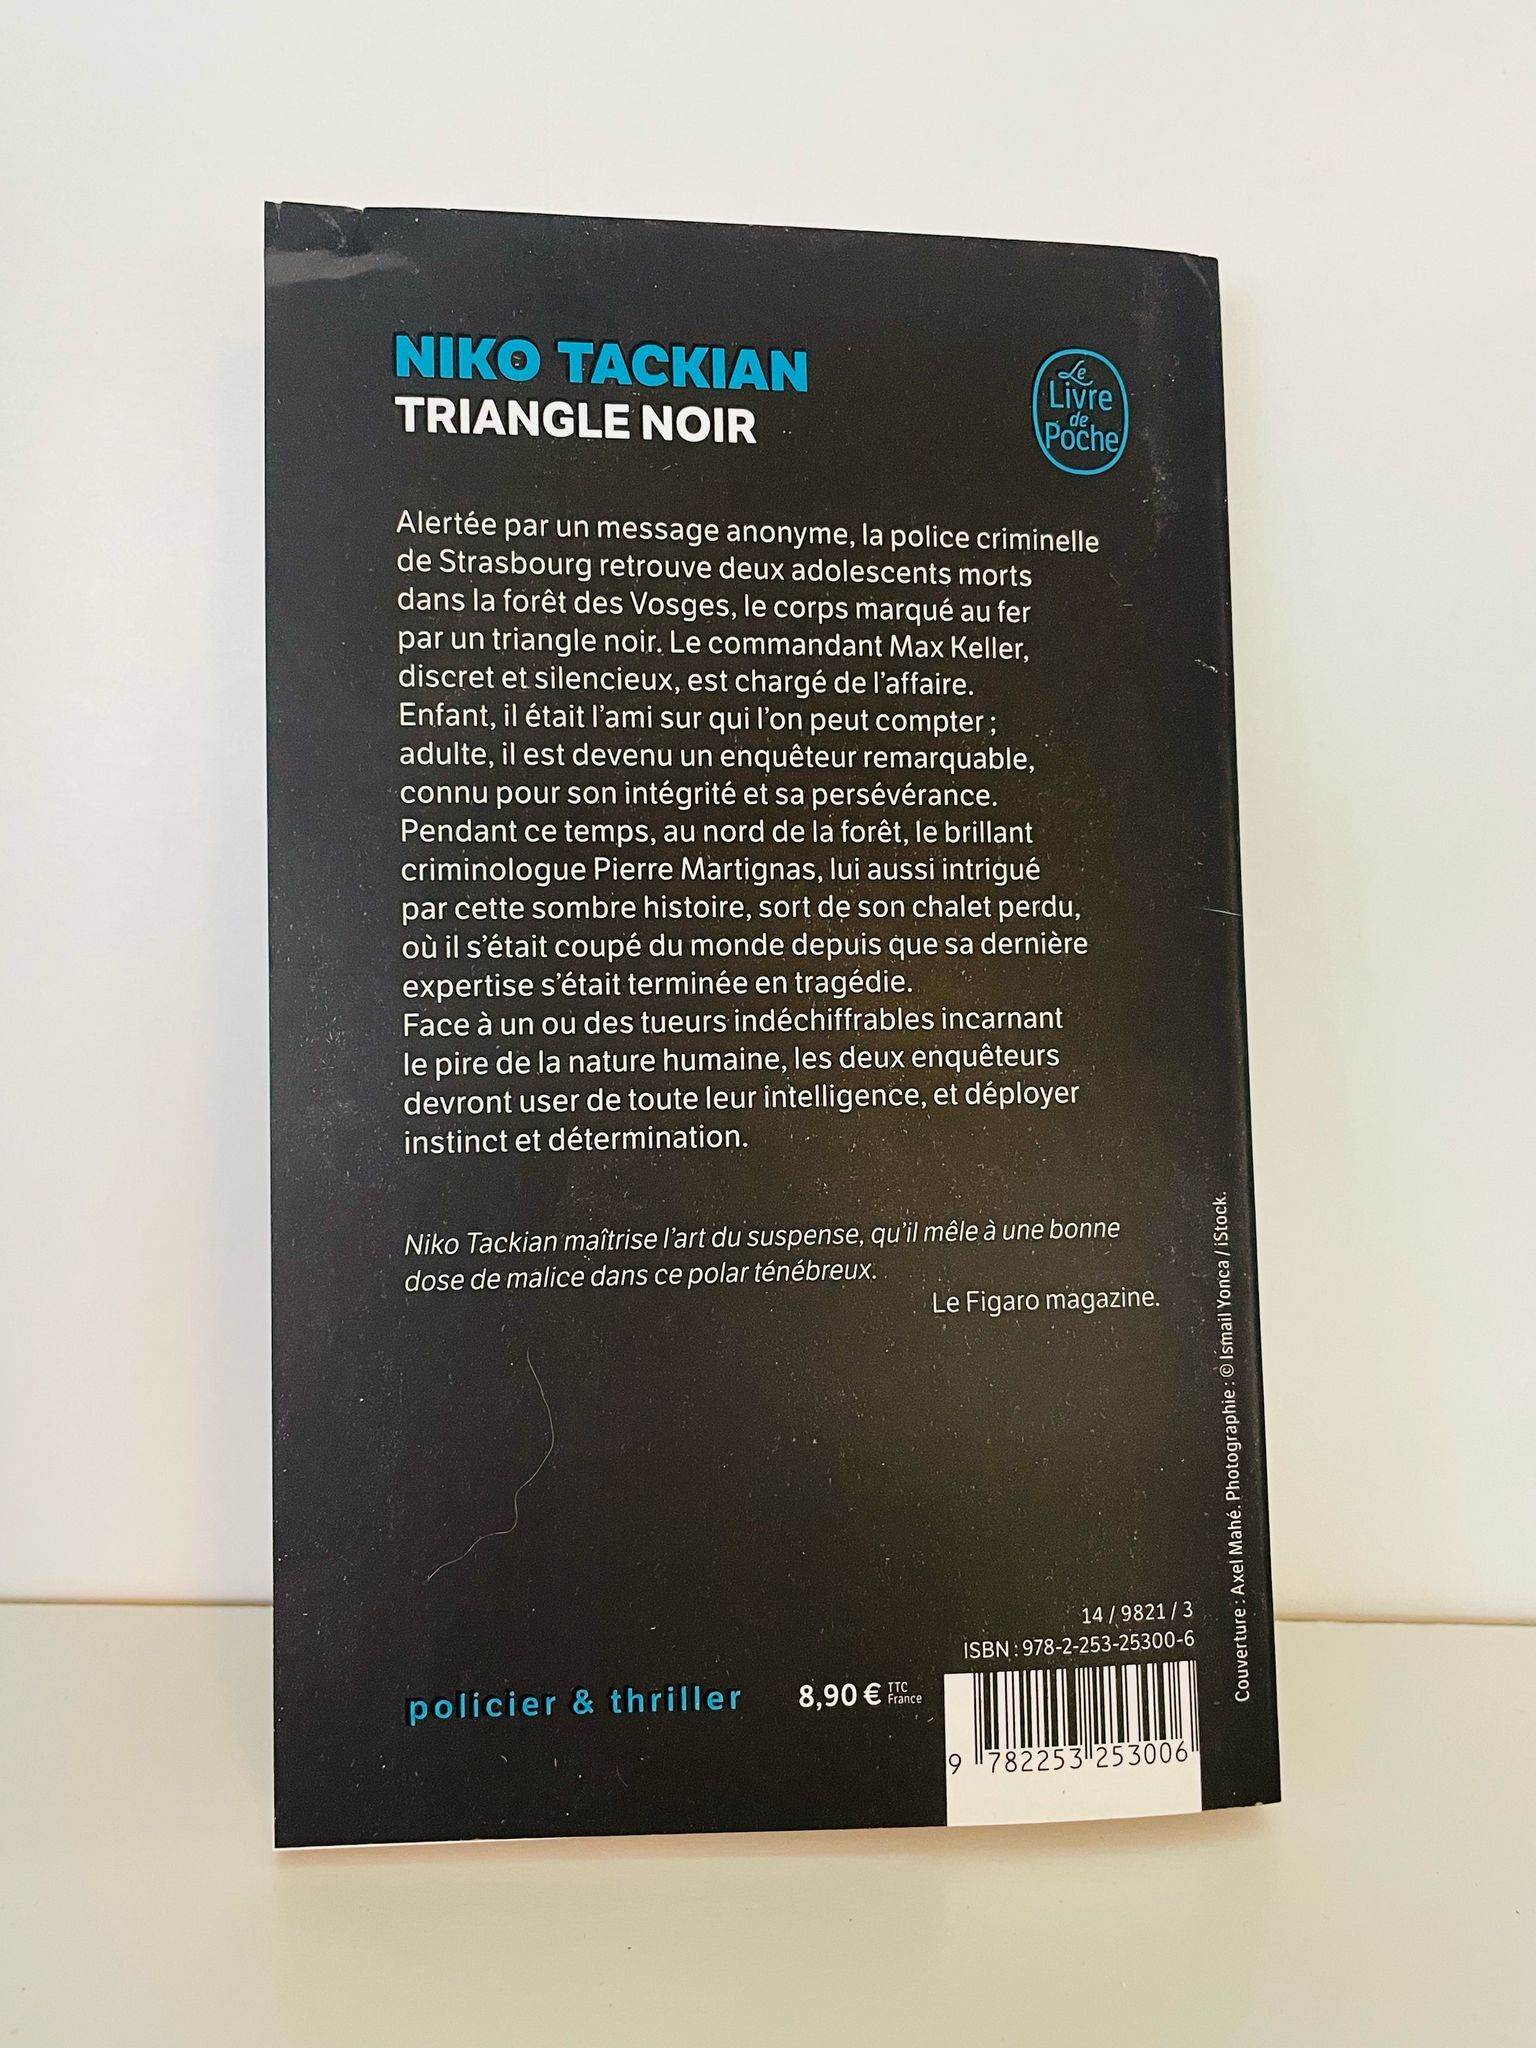 NIKO TACKIAN
TRIANGLE NOIR
Le
Livre
de
Poche
Alertée par un message anonyme, la police criminelle
de Strasbourg retrouve deux adolescents morts
dans la forêt des Vosges, le corps marqué au fer
par un triangle noir. Le commandant Max Keller,
discret et silencieux, est chargé de l'affaire.
Enfant, il était l'ami sur qui l'on peut compter ;
adulte, il est devenu un enquêteur remarquable,
connu pour son intégrité et sa persévérance.
Pendant ce temps, au nord de la forêt, le brillant
criminologue Pierre Martignas, lui aussi intrigué
par cette sombre histoire, sort de son chalet perdu,
où il s'était coupé du monde depuis que sa dernière
expertise s'était terminée en tragédie.
Face à un ou des tueurs indéchiffrables incarnant
le pire de la nature humaine, les deux enquêteurs
devront user de toute leur intelligence, et déployer
instinct et détermination.
Niko Tackian maîtrise l'art du suspense, qu'il mêle à une bonne
dose de malice dans ce polar ténébreux.
Le Figaro magazine.
Couverture : Axel Mahé. Photographie : © Ismail Yonca / iStock.
14 / 9821 / 3
ISBN : 978-2-253-25300-6
policier & thriller
8,90 € TTC
France
9 782253 253006